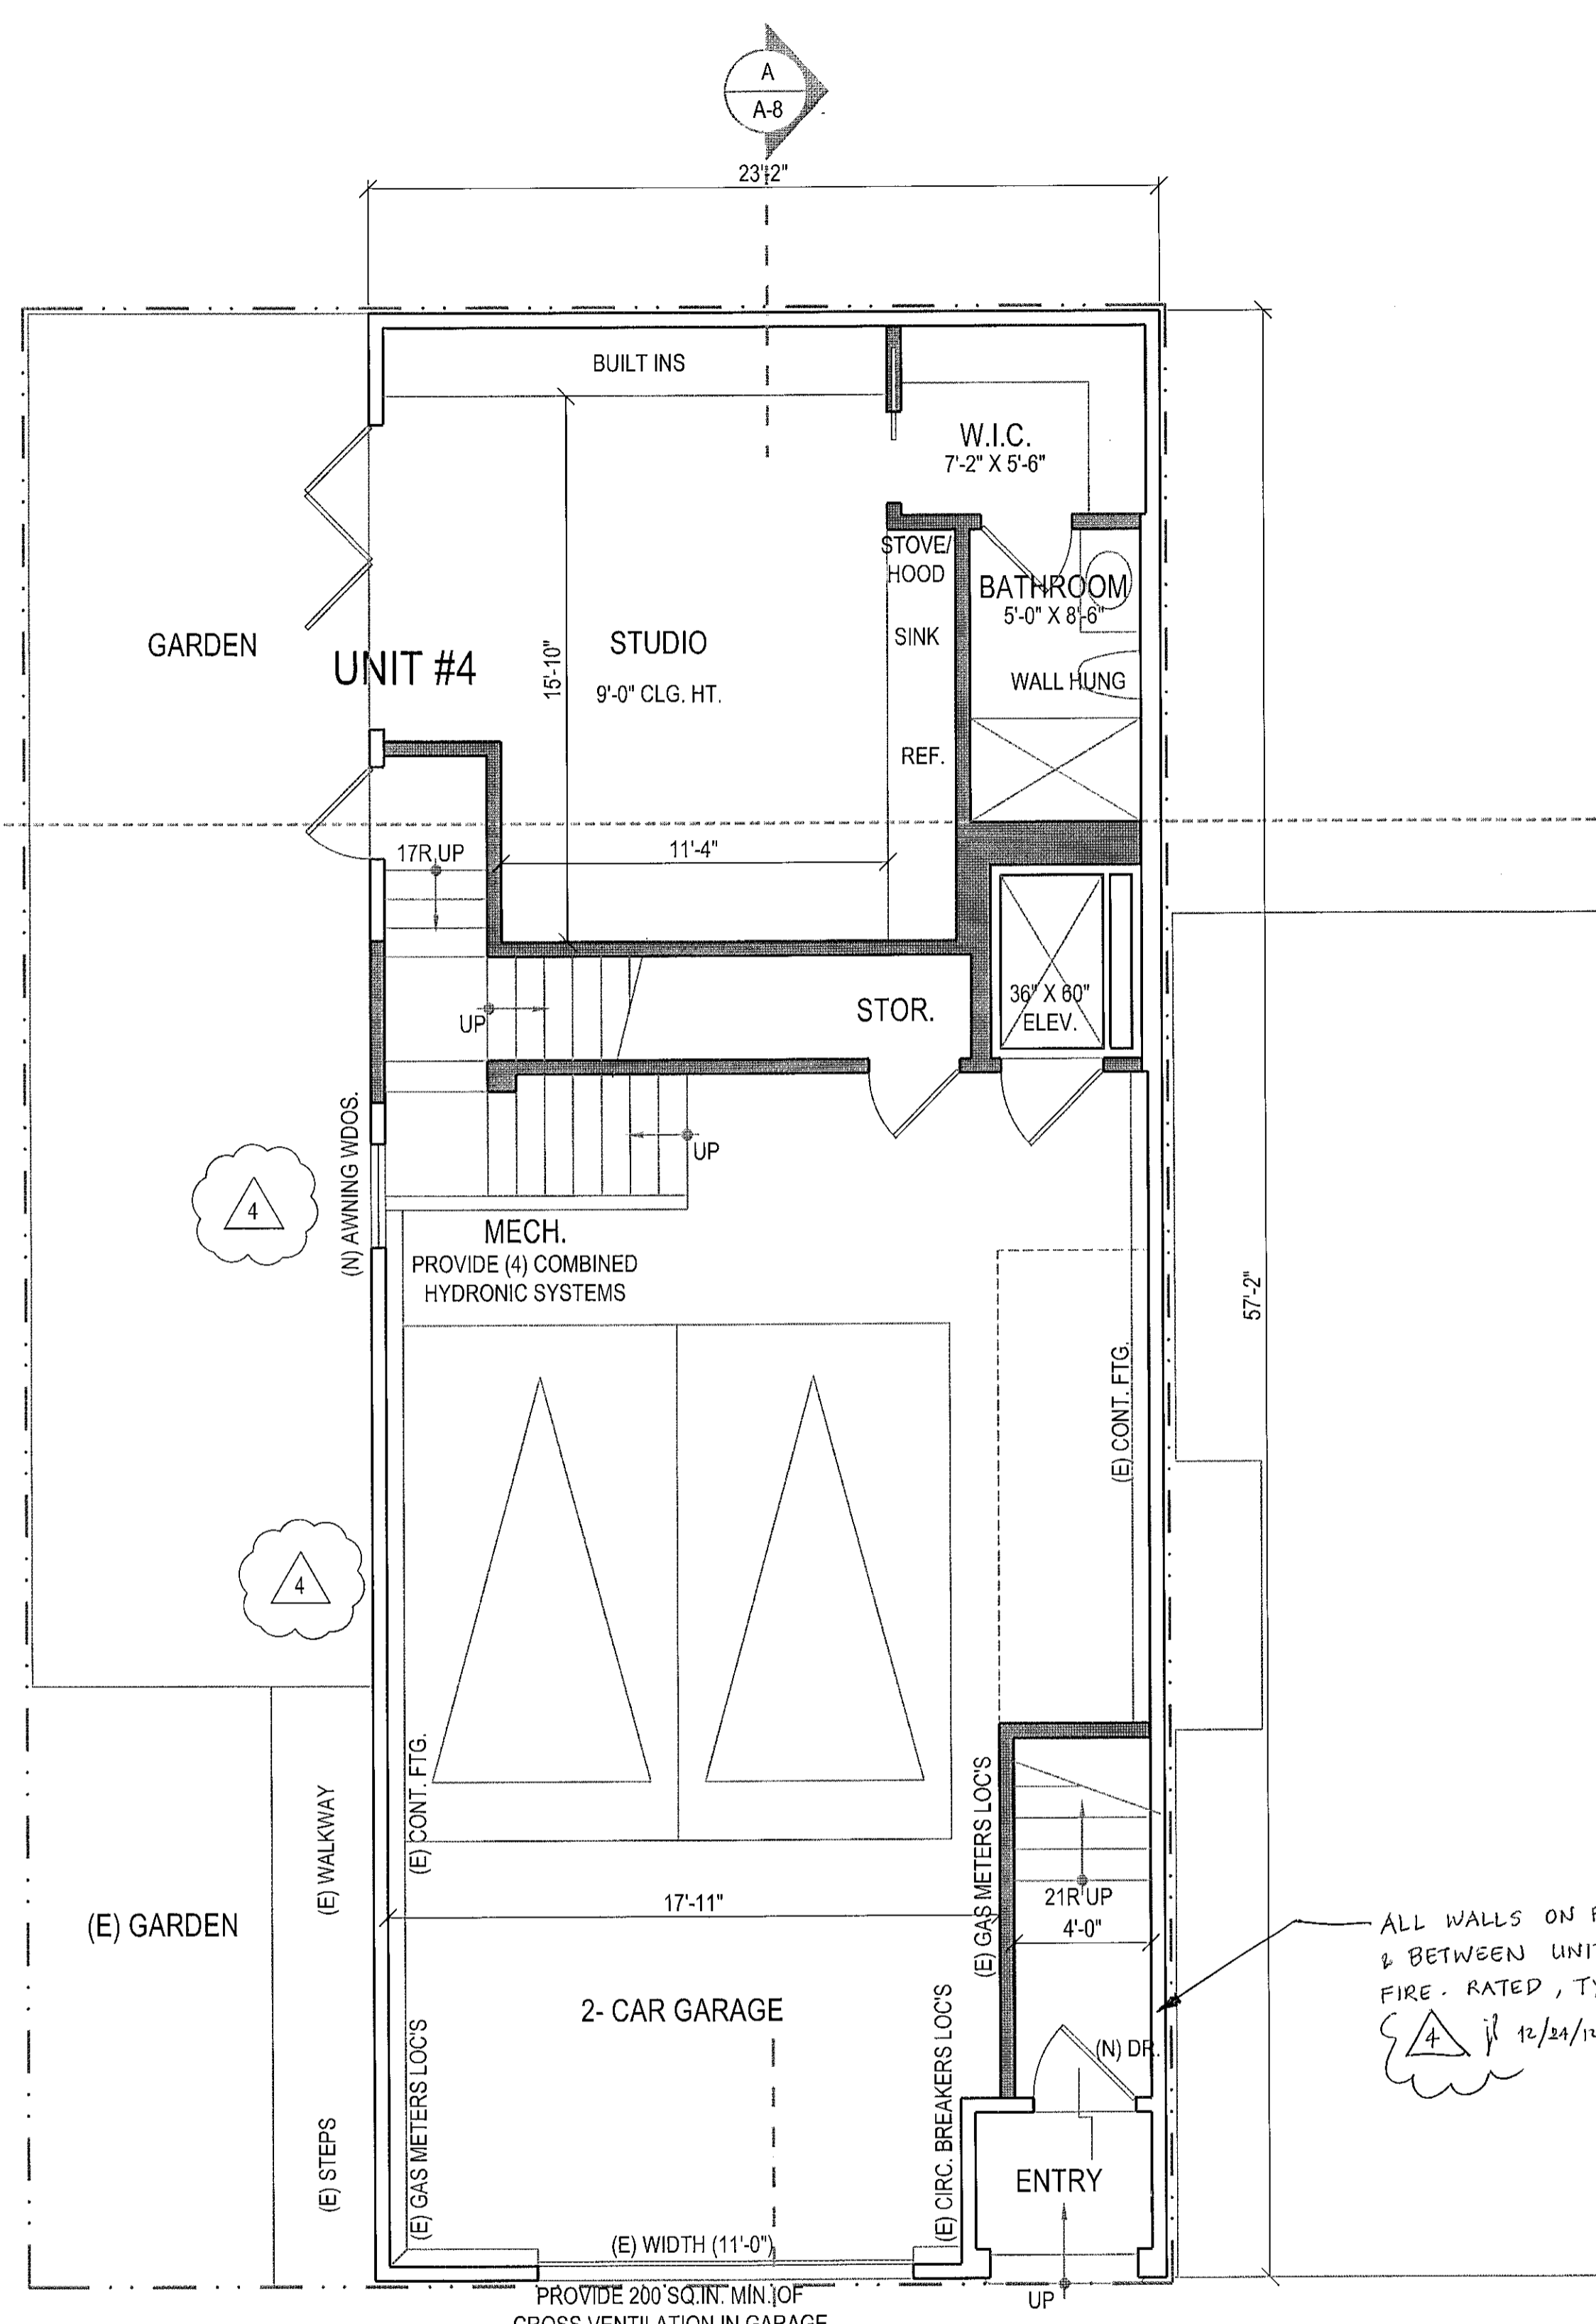 A
A-8
23'-2"
BUILT INS
W.I.C.
7'-2" X 5'-6"
STOVE/
HOOD
BATHROOM
5'-0" X 8'-6"
SINK
GARDEN
UNIT #4
STUDIO
9'-0" CLG. HT.
15'-10"
WALL HUNG
REF.
17R UP
11'-4"
36" X 60"
ELEV.
STOR.
UP
UP
(N) AWNING WDOS.
4
MECH.
PROVIDE (4) COMBINED
HYDRONIC SYSTEMS
57'-2"
(E) CONT. FTG.
4
(E) CONT. FTG.
(E) WALKWAY
(E) GAS METERS LOC'S
21R UP
4'-0"
17'-11"
(E) GARDEN
ALL WALLS ON
& BETWEEN
FIRE. RATED,
4
2- CAR GARAGE
(N) DR.
(E) STEPS
(E) GAS METERS LOC'S
(E) CIRC. BREAKERS LOC'S
ENTRY
(E) WIDTH (11'-0")
PROVIDE 200 SQ.IN. MIN. OF
CROSS VENTILATION IN GARAGE
UP